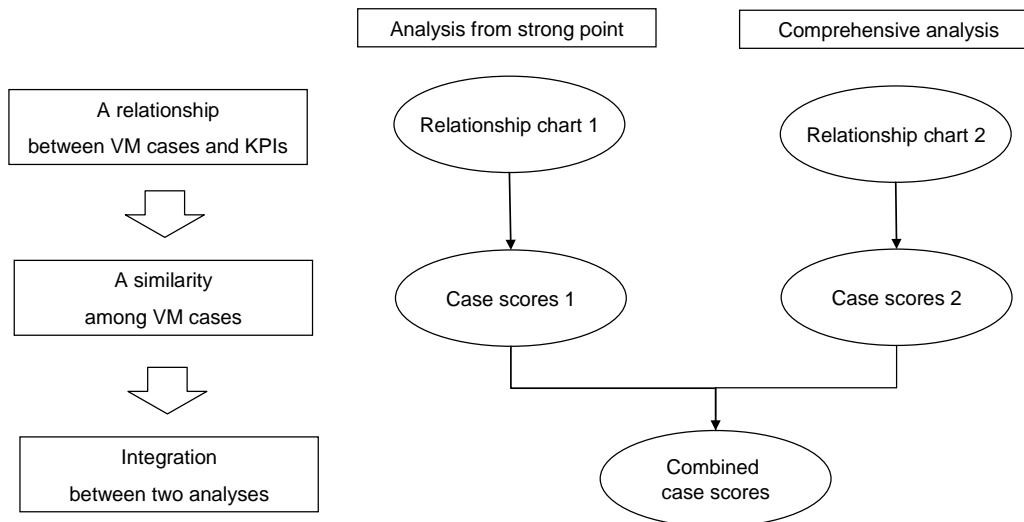 Analysis from strong point
Comprehensive analysis
A relationship
between VM cases and KPIs
Relationship chart 1
Relationship chart 2
A similarity
among VM cases
Case scores 1
Case scores 2
Integration
between two analyses
Combined
case scores